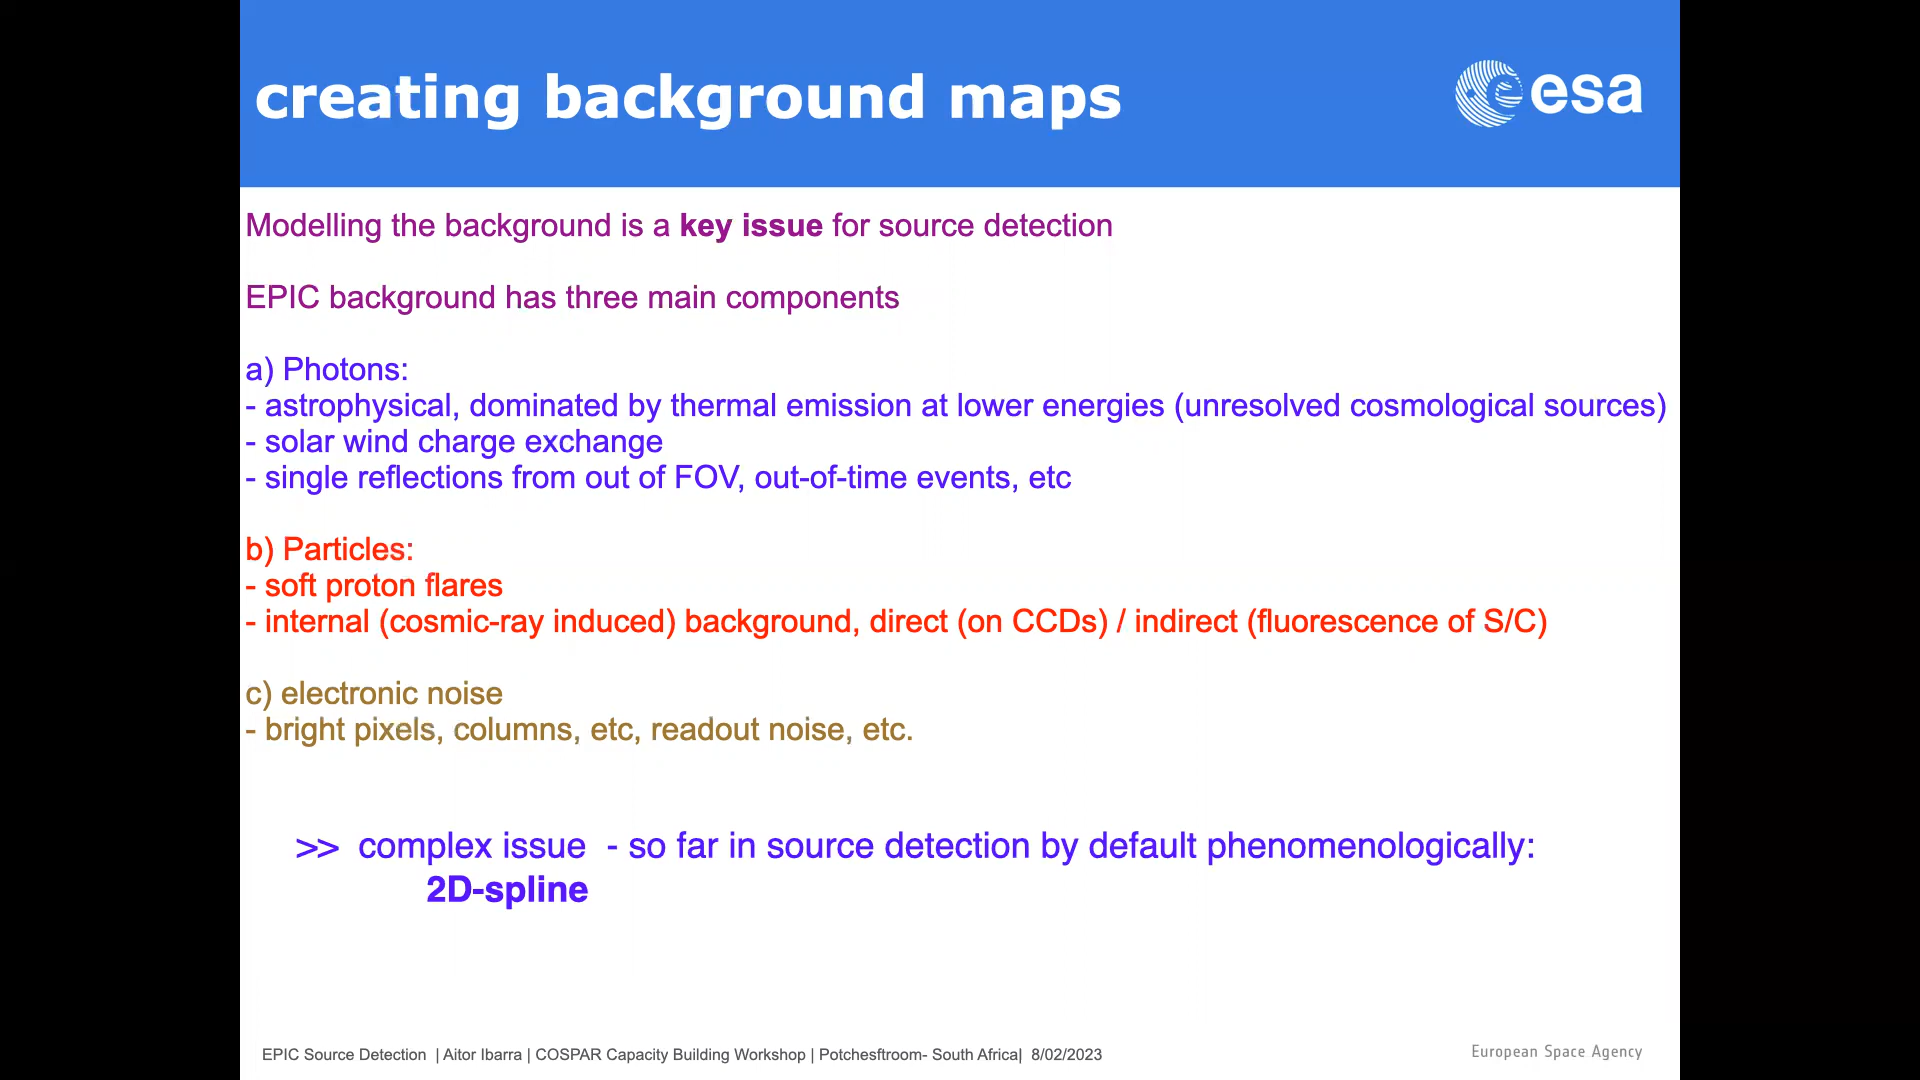 creating background maps
esa
Modelling the background is a key issue for source detection
EPIC background has three main components
a) Photons:
- astrophysical, dominated by thermal emission at lower energies (unresolved cosmological sources)
- solar wind charge exchange
- single reflections from out of FOV, out-of-time events, etc
b) Particles:
- soft proton flares
- internal (cosmic-ray induced) background, direct (on CCDs) / indirect (fluorescence of S/C)
c) electronic noise
- bright pixels, columns, etc, readout noise, etc.
>> complex issue - so far in source detection by default phenomenologically:
2D-spline
EPIC Source Detection | Aitor Ibarra | COSPAR Capacity Building Workshop | Potchesftroom- South Africa| 8/02/2023
European Space Agency